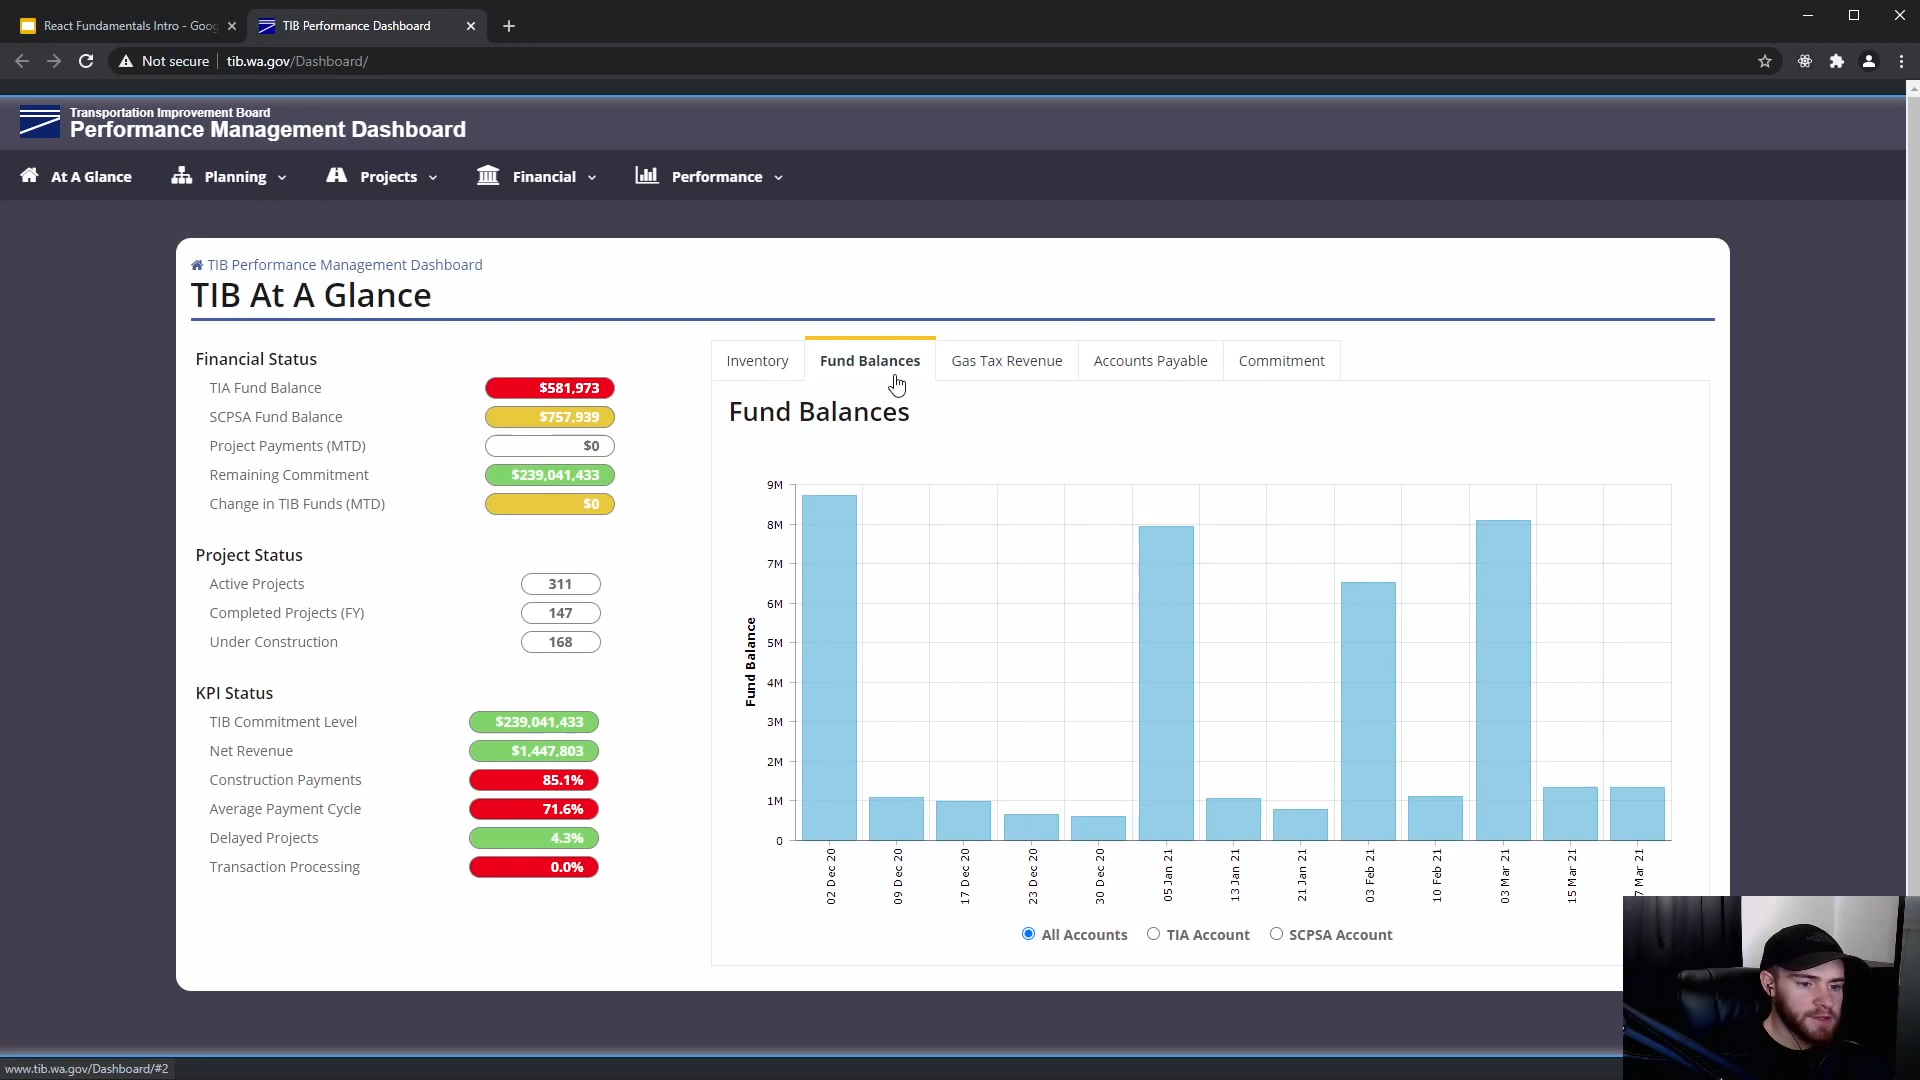 React Fundamentals Intro - Goog
TIB Performance Dashboard
Not secure
tib.wa.gov/Dashboard/
Transportation Improvement Board
Performance Management Dashboard
At A Glance
Planning
Projects
Financial
Performance
TIB Performance Management Dashboard
TIB At A Glance
Financial Status
TIA Fund Balance $581,973
SCPSA Fund Balance $757,939
Project Payments (MTD) $0
Remaining Commitment $239,041,433
Change in TIB Funds (MTD) $0
Project Status
Active Projects 311
Completed Projects (FY) 147
Under Construction 168
KPI Status
TIB Commitment Level $239,041,433
Net Revenue $1,447,803
Construction Payments 85.1%
Average Payment Cycle 71.6%
Delayed Projects 4.3%
Transaction Processing 0.0%
Inventory
Fund Balances
Gas Tax Revenue
Accounts Payable
Commitment
Fund Balances
Fund Balance
9M
8M
7M
6M
5M
4M
3M
2M
1M
0
02 Dec 20
09 Dec 20
17 Dec 20
23 Dec 20
30 Dec 20
05 Jan 21
13 Jan 21
21 Jan 21
03 Feb 21
10 Feb 21
03 Mar 21
15 Mar 21
7 Mar 21
All Accounts
TIA Account
SCPSA Account
www.tib.wa.gov/Dashboard/#2